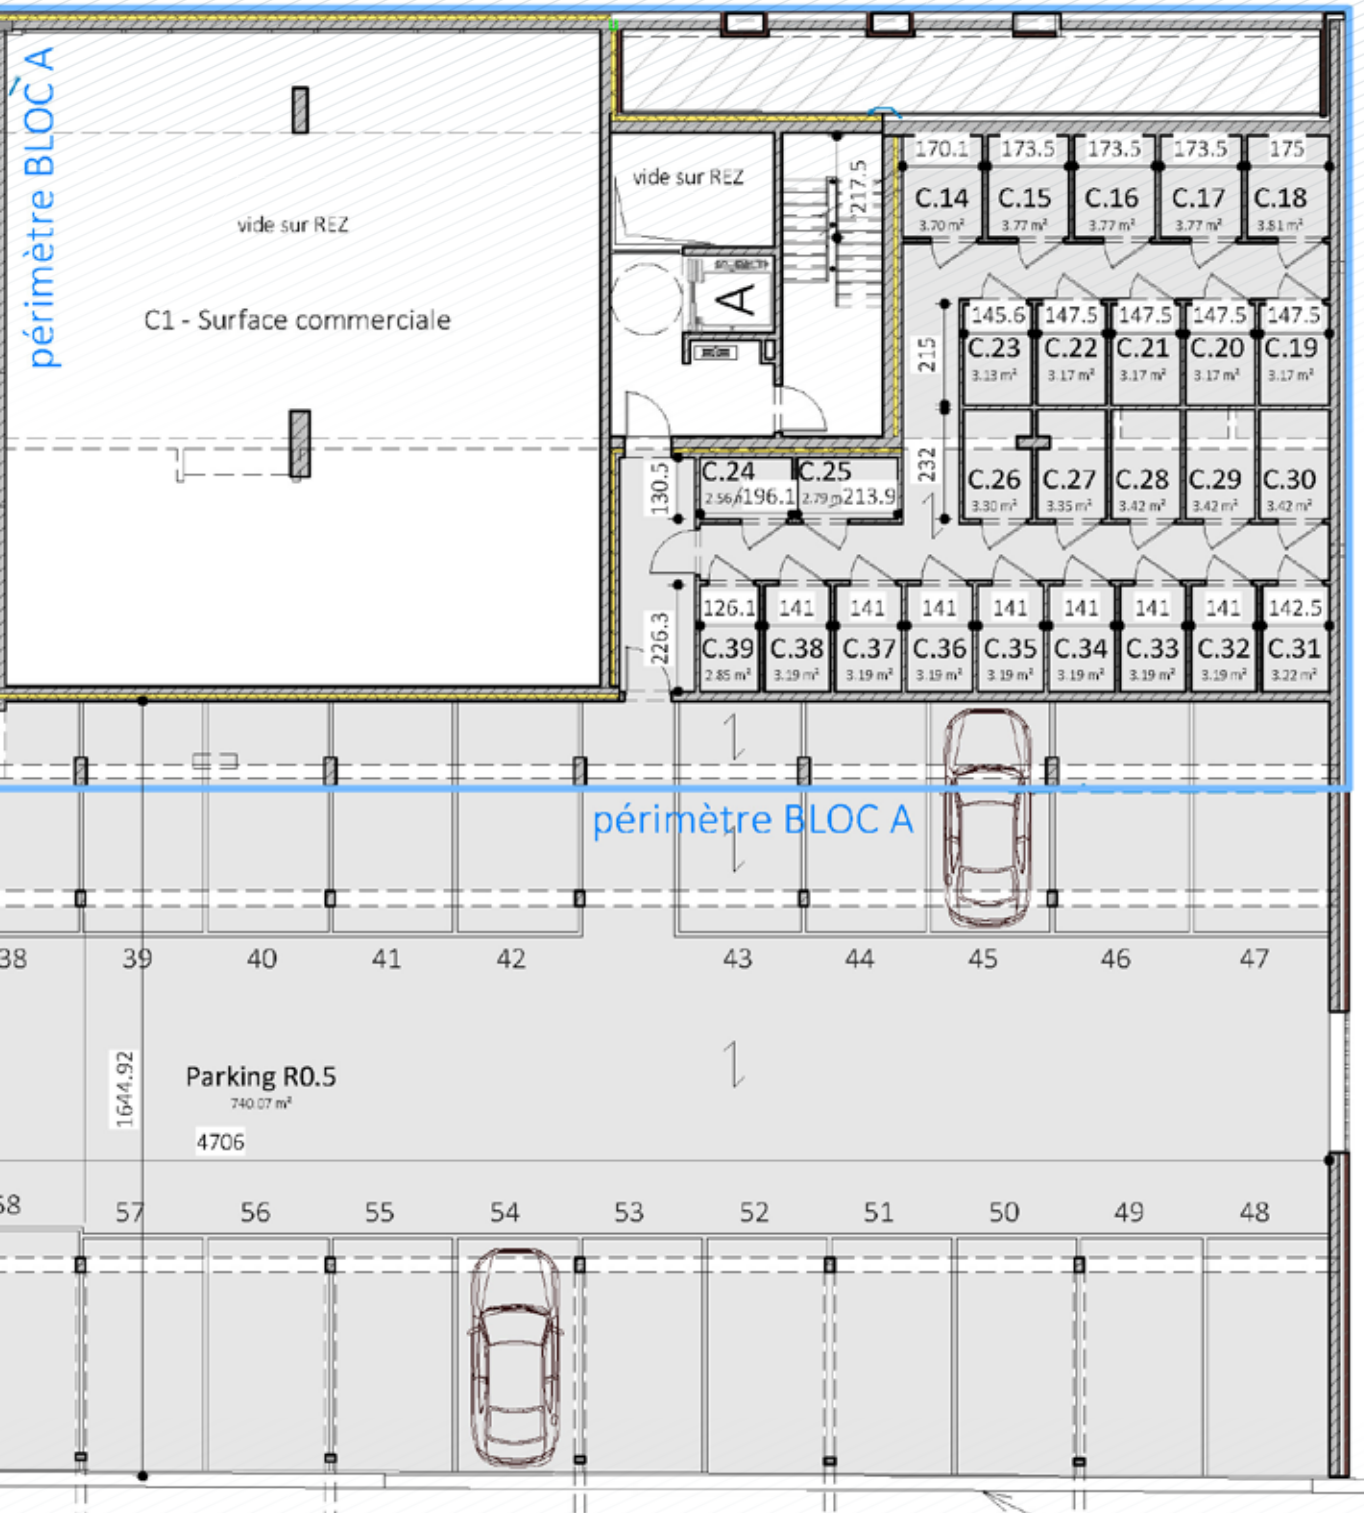 périmètre BLOC A
vide sur REZ
C1 - Surface commerciale
vide sur REZ
A
217.5
170.1
173.5
173.5
173.5
175
C.14
C.15
C.16
C.17
C.18
3.70 m²
3.77 m²
3.77 m²
3.77 m²
3.81 m²
145.6
147.5
147.5
147.5
147.5
215
C.23
C.22
C.21
C.20
C.19
3.13 m²
3.17 m²
3.17 m²
3.17 m²
3.17 m²
232
C.26
C.27
C.28
C.29
C.30
3.30 m²
3.35 m²
3.42 m²
3.42 m²
3.42 m²
130.5
C.24
C.25
2.56
196.1
2.79 m
213.9
226.3
126.1
141
141
141
141
141
141
141
142.5
C.39
C.38
C.37
C.36
C.35
C.34
C.33
C.32
C.31
2.85 m²
3.19 m²
3.19 m²
3.19 m²
3.19 m²
3.19 m²
3.19 m²
3.19 m²
3.22 m²
périmètre BLOC A
38
39
40
41
42
43
44
45
46
47
1644.92
Parking R0.5
740.07 m²
4706
58
57
56
55
54
53
52
51
50
49
48